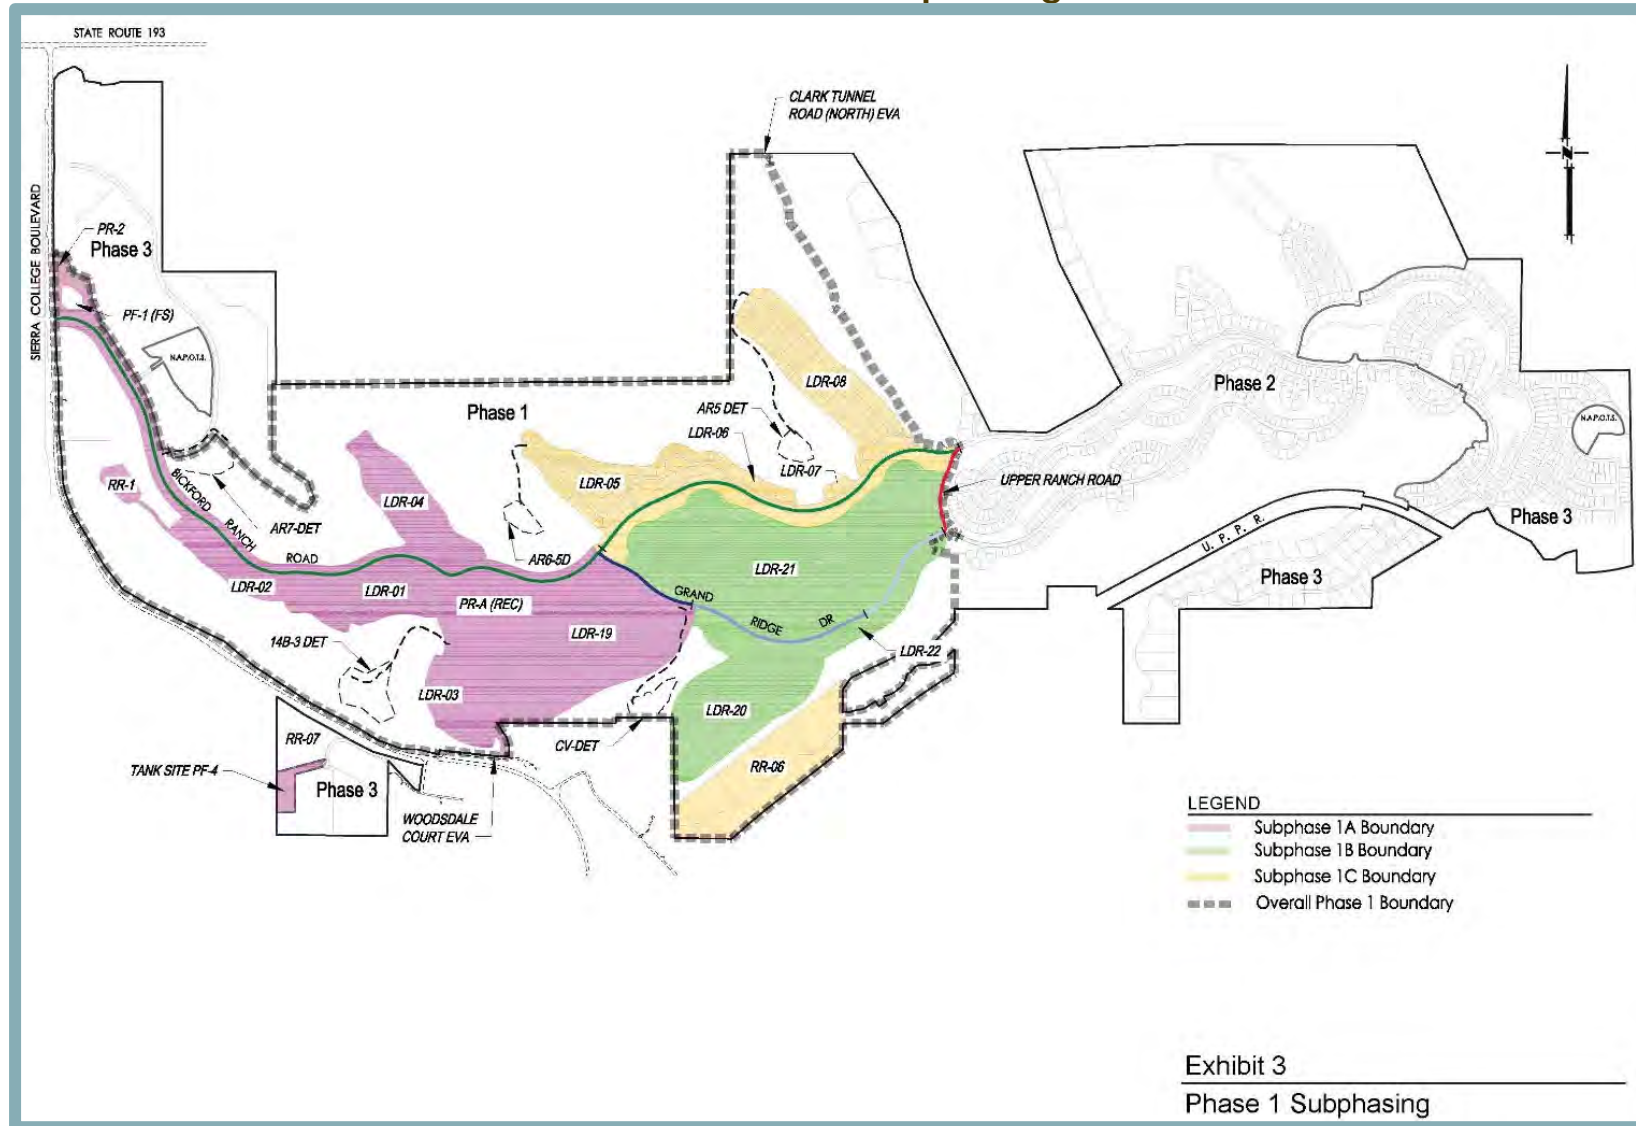 STATE ROUTE 193
CLARK TUNNEL
ROAD (NORTH) EVA
N
SIERRA COLLEGE BOULEVARD
PR-2
Phase 3
PF-1 (FS)
N.A.P.O.T.S.
LDR-08
Phase 2
Phase 1
AR5 DET
LDR-06
N.A.P.O.T.S.
LDR-07
RR-1
BICKFORD
RANCH
ROAD
LDR-04
LDR-05
UPPER RANCH ROAD
AR7-DET
Phase 3
U. P. P. R.
AR6-5D
LDR-21
Phase 3
LDR-02
LDR-01
PR-A (REC)
GRAND
RIDGE
DR
LDR-19
14B-3 DET
LDR-22
LDR-03
LDR-20
RR-07
CV-DET
RR-06
TANK SITE PF-4
Phase 3
WOODSDALE
COURT EVA
LEGEND
Subphase 1A Boundary
Subphase 1B Boundary
Subphase 1C Boundary
Overall Phase 1 Boundary
Exhibit 3
Phase 1 Subphasing